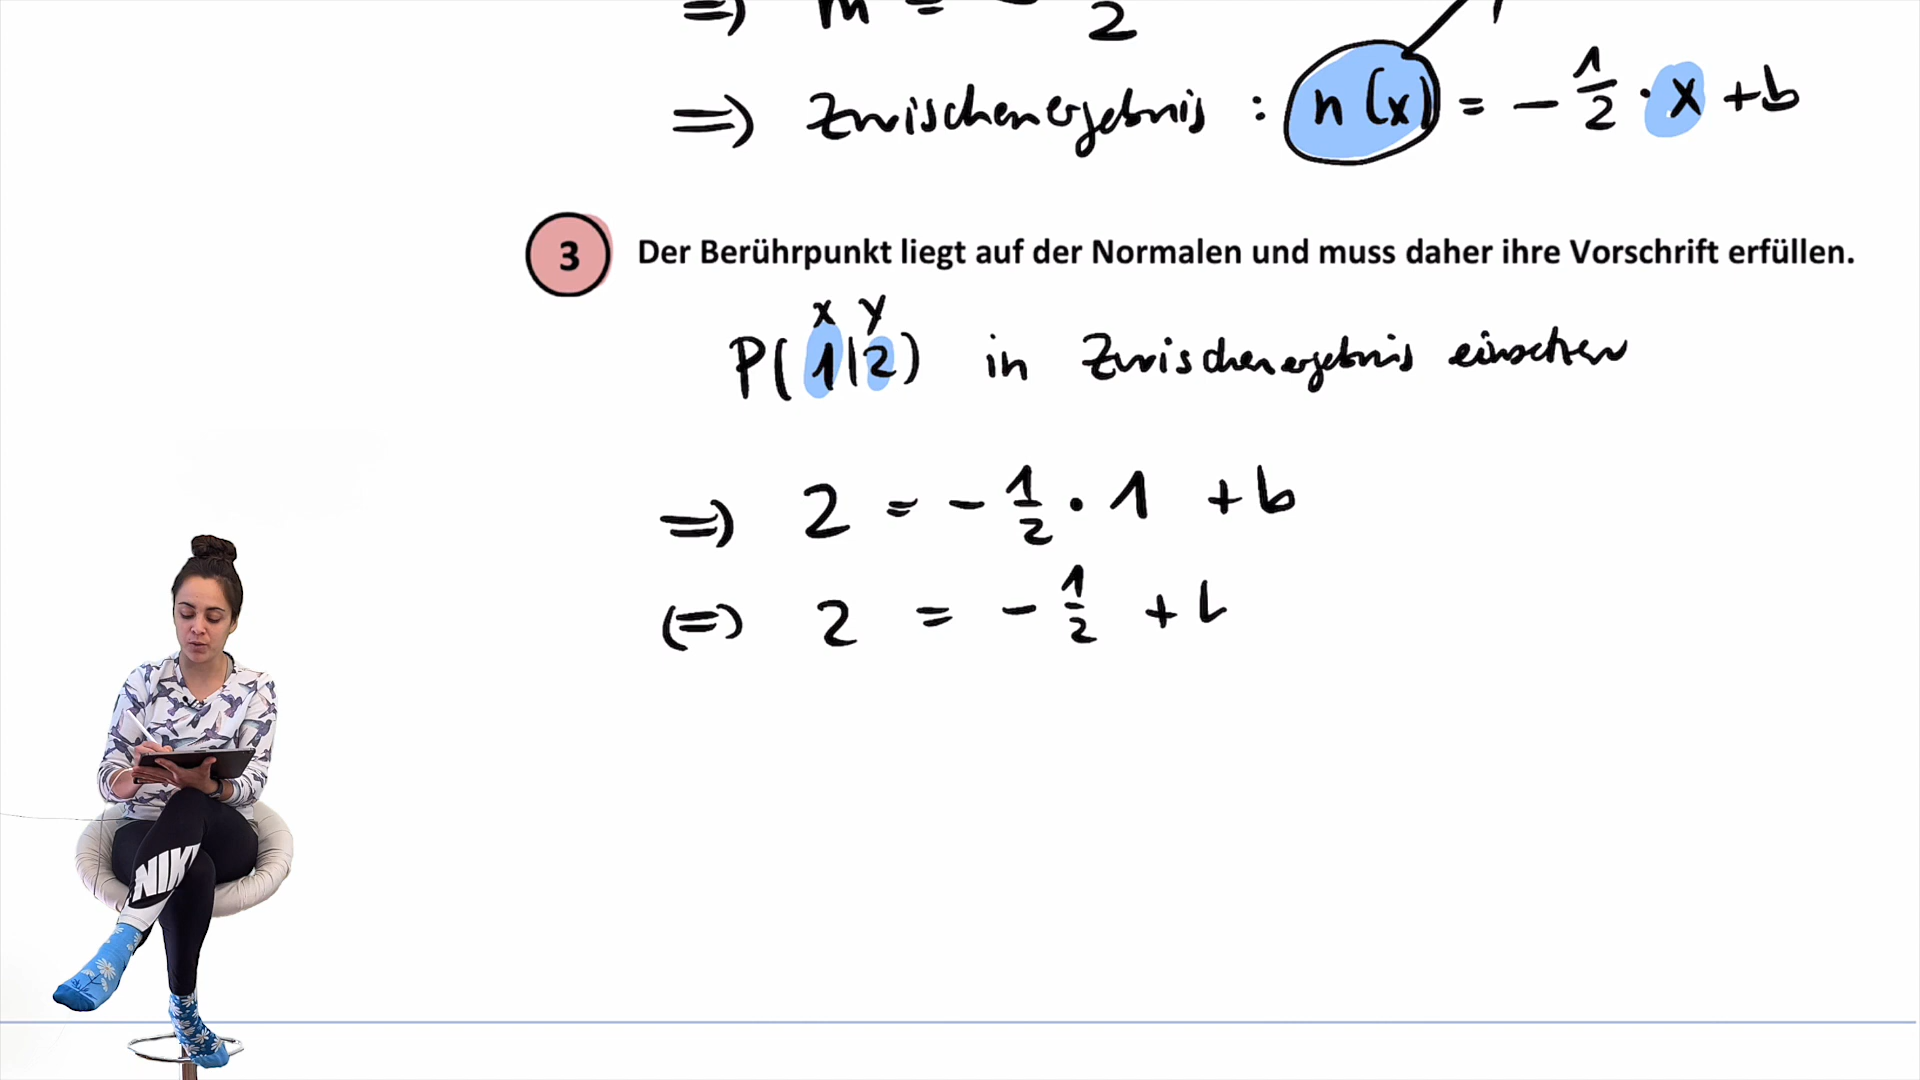 => m = - 2
=> Zwischenergebnis : n(x) = - 1/2 · x + b
3 Der Berührpunkt liegt auf der Normalen und muss daher ihre Vorschrift erfüllen.
x y
P(1|2) in Zwischenergebnis einsetzen
=> 2 = - 1/2 · 1 + b
(=) 2 = - 1/2 + b
NIK